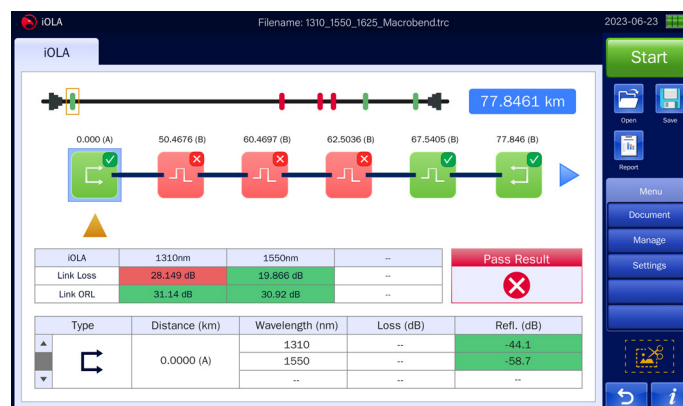 iOLA
Filename: 1310_1550_1625_Macrobend.trc
2023-06-23
iOLA
Start
77.8461 km
Open
Save
0.000 (A)
50.4676 (B)
60.4697 (B)
62.5036 (B)
67.5405 (B)
77.846 (B)
Report
Menu
Document
Manage
Settings
iOLA 1310nm 1550nm --
Link Loss 28.149 dB 19.866 dB --
Link ORL 31.14 dB 30.92 dB --
Pass Result
Type Distance (km) Wavelength (nm) Loss (dB) Refl. (dB)
1310 -- -44.1
0.0000 (A) 1550 -- -58.7
-- -- --
i